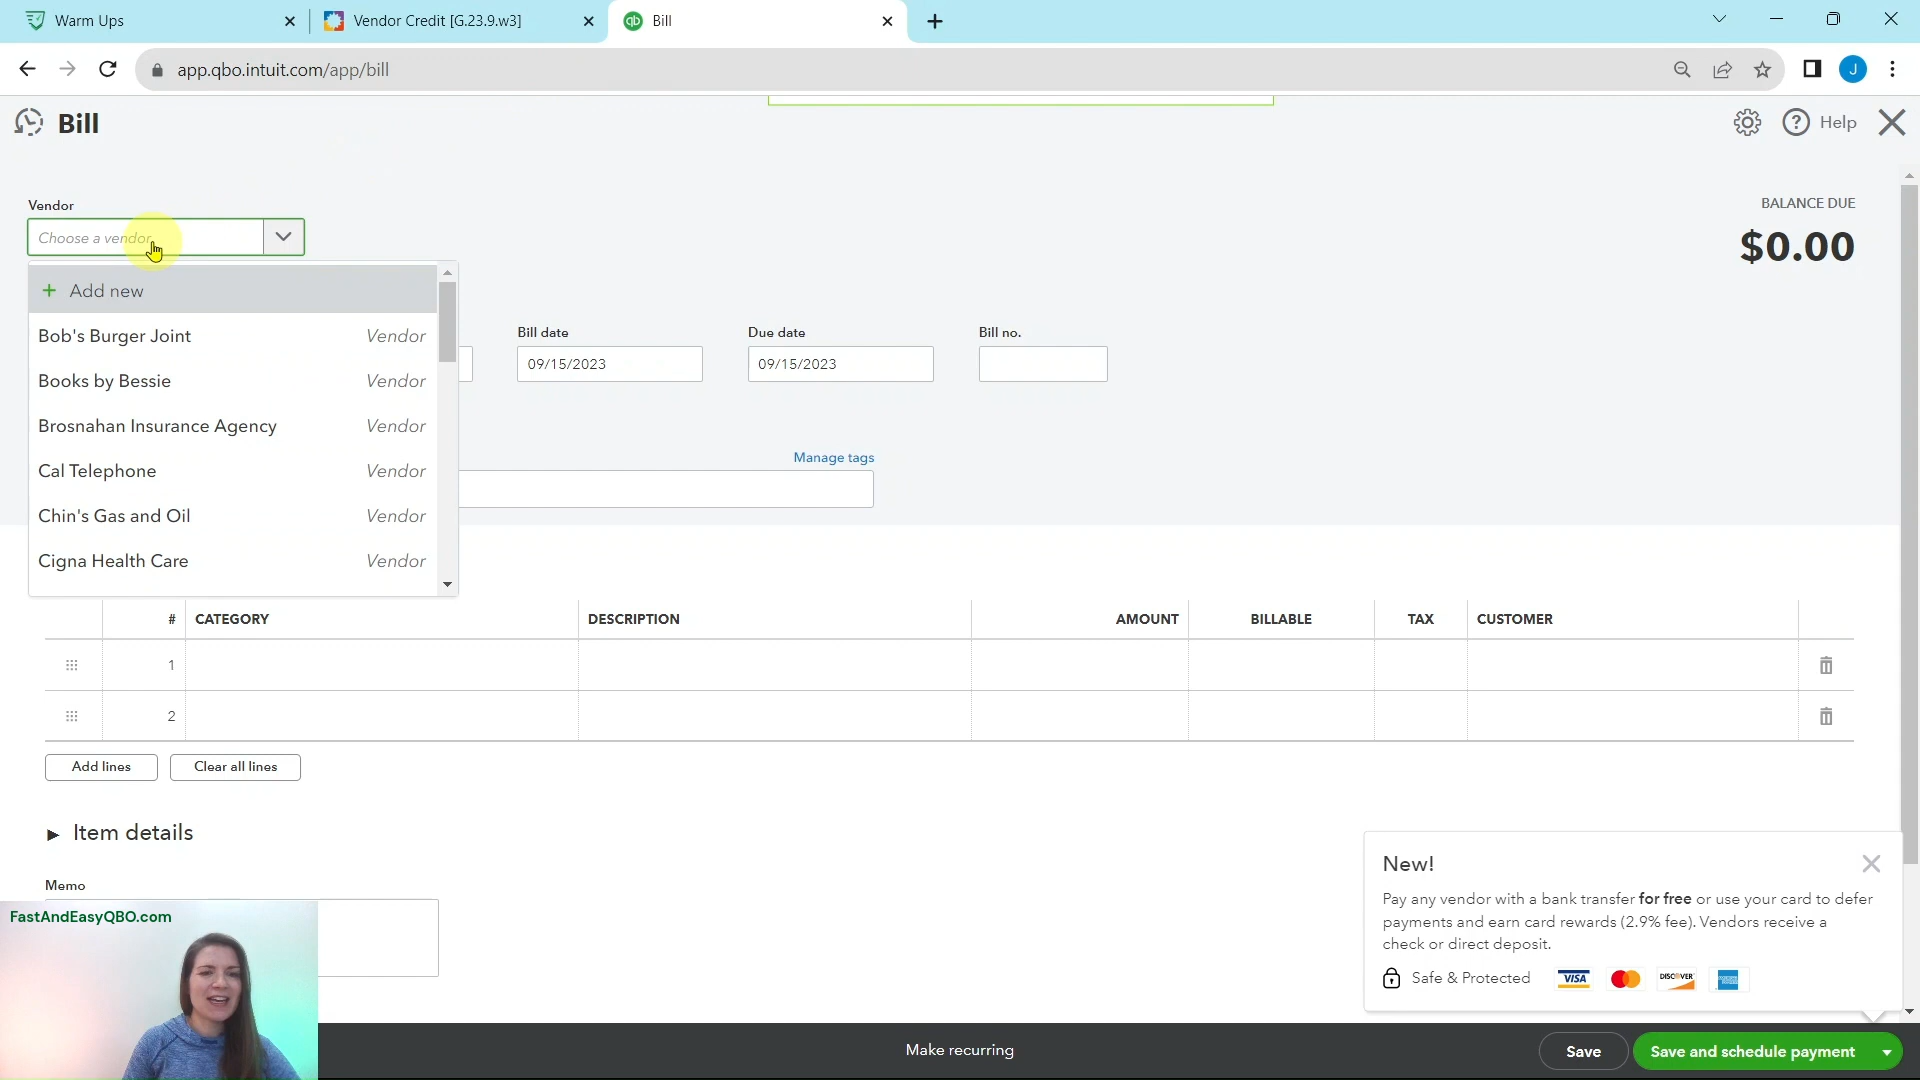 Warm Ups
Vendor Credit [G.23.9.w3]
qb
Bill
app.qbo.intuit.com/app/bill
J
Bill
? Help
Vendor
Choose a vendor
BALANCE DUE
$0.00
+ Add new
Bob's Burger Joint Vendor
Books by Bessie Vendor
Brosnahan Insurance Agency Vendor
Cal Telephone Vendor
Chin's Gas and Oil Vendor
Cigna Health Care Vendor
Bill date
09/15/2023
Due date
09/15/2023
Bill no.
Manage tags
# CATEGORY DESCRIPTION AMOUNT BILLABLE TAX CUSTOMER
1
2
Add lines Clear all lines
Item details
Memo
FastAndEasyQBO.com
New!
Pay any vendor with a bank transfer for free or use your card to defer
payments and earn card rewards (2.9% fee). Vendors receive a
check or direct deposit.
Safe & Protected VISA DISCOVER
Make recurring
Save
Save and schedule payment